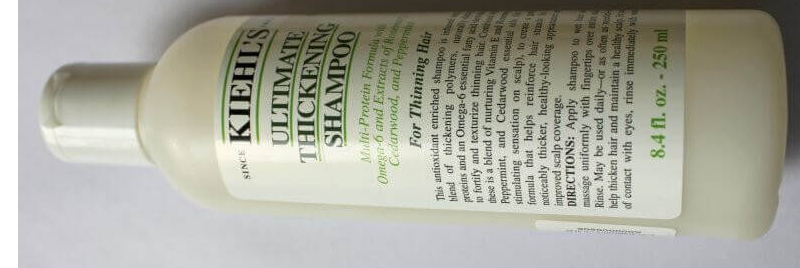 SINCE
KIEHL'S
ULTIMATE
THICKENING
SHAMPOO
Multi-Protein Formula with
Omega-6 and Extracts of
Cedarwood, and Peppermint
For Thinning Hair
This antioxidant enriched shampoo is
blend of thickening polymers,
proteins and an Omega-6 essential fatty acid
to fortify and texturize thinning hair.
these is a blend of nurturing Vitamin E and
Peppermint, and Cedarwood essential
stimulating sensation on scalp), to create
formula that helps reinforce hair
noticeably thicker, healthy-looking
improved scalp coverage.
DIRECTIONS: Apply shampoo to wet
massage uniformly with fingertips over
Rinse. May be used daily—or as often as
help thicken hair and maintain a healthy
of contact with eyes, rinse immediately
8.4 fl. oz. - 250 ml